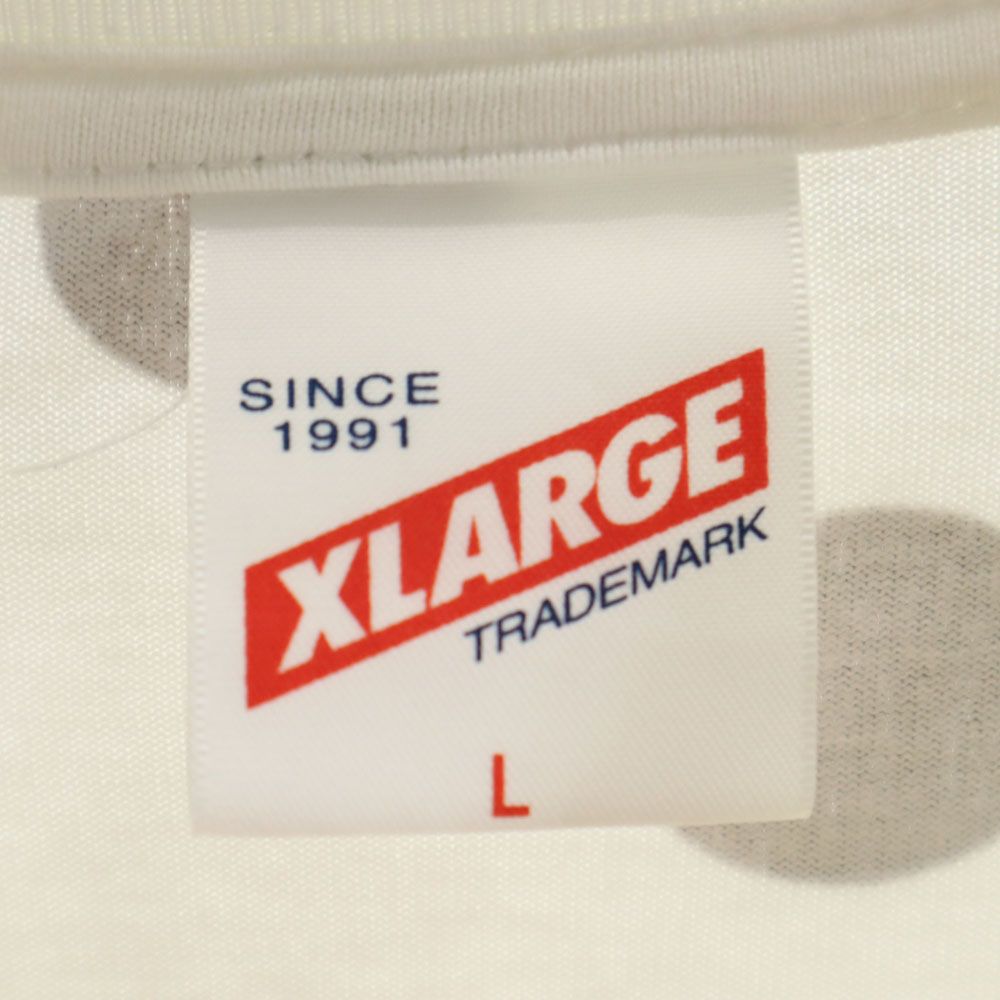 SINCE
1991
XLARGE
TRADEMARK
L